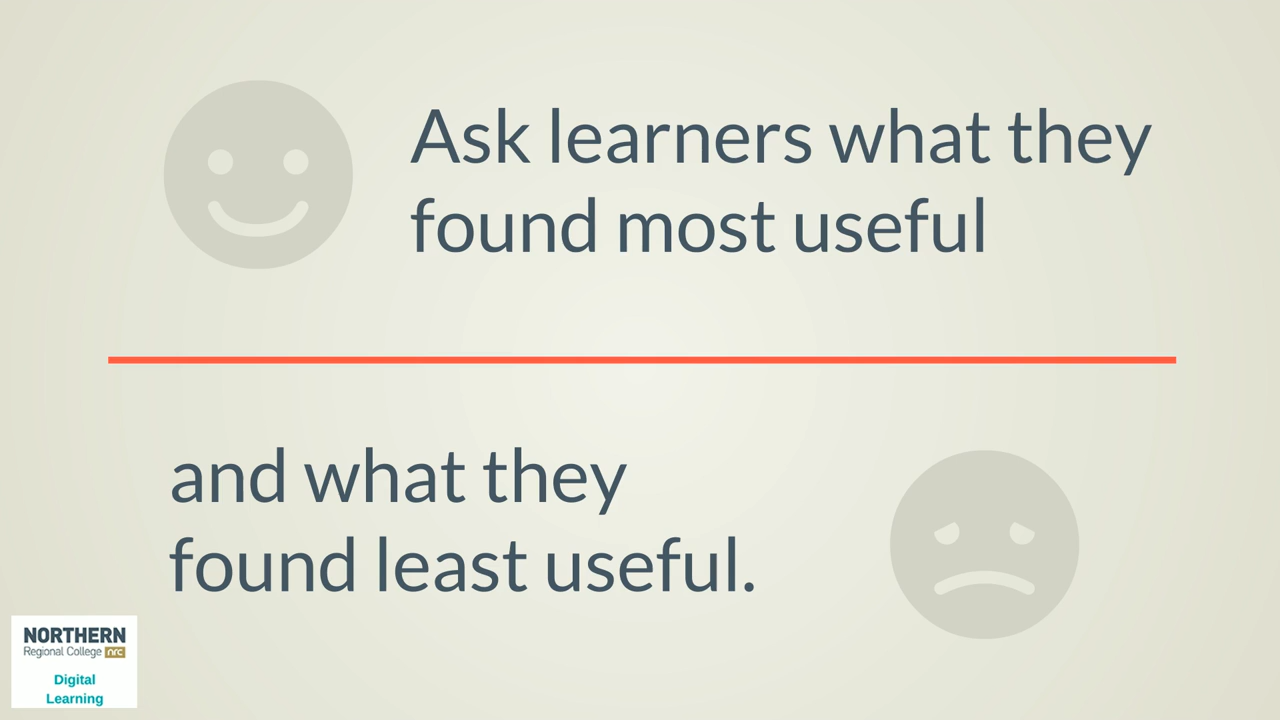 Ask learners what they
found most useful
and what they
found least useful.
NORTHERN
Regional College nrc
Digital
Learning